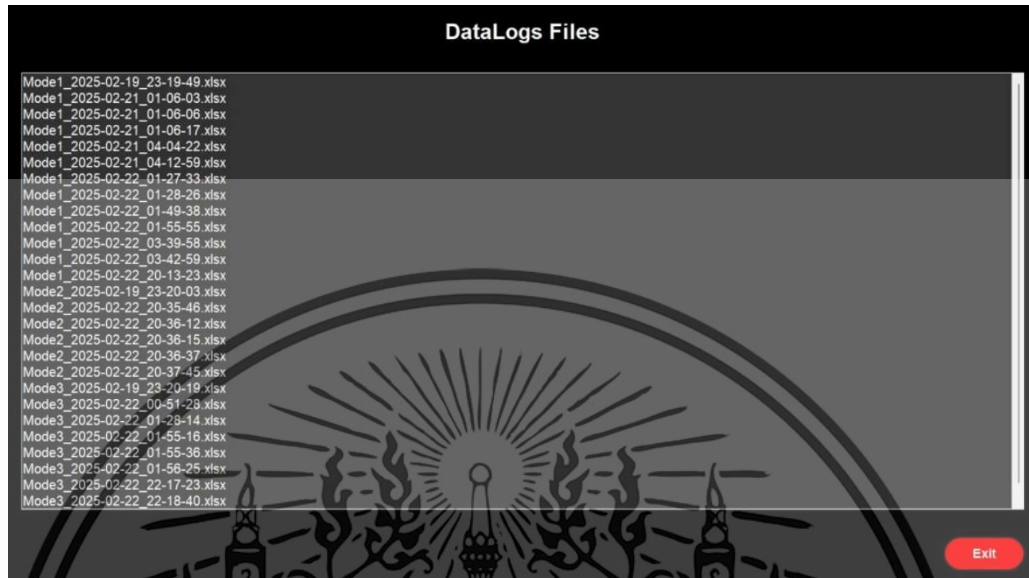 DataLogs Files
Mode1_2025-02-19_23-19-49.xlsx
Mode1_2025-02-21_01-06-03.xlsx
Mode1_2025-02-21_01-06-06.xlsx
Mode1_2025-02-21_01-06-17.xlsx
Mode1_2025-02-21_04-04-22.xlsx
Mode1_2025-02-21_04-12-59.xlsx
Mode1_2025-02-22_01-27-33.xlsx
Mode1_2025-02-22_01-28-26.xlsx
Mode1_2025-02-22_01-49-38.xlsx
Mode1_2025-02-22_01-55-55.xlsx
Mode1_2025-02-22_03-39-58.xlsx
Mode1_2025-02-22_03-42-59.xlsx
Mode1_2025-02-22_20-13-23.xlsx
Mode2_2025-02-19_23-20-03.xlsx
Mode2_2025-02-22_20-35-46.xlsx
Mode2_2025-02-22_20-36-12.xlsx
Mode2_2025-02-22_20-36-15.xlsx
Mode2_2025-02-22_20-36-37.xlsx
Mode2_2025-02-22_20-37-45.xlsx
Mode3_2025-02-19_23-20-19.xlsx
Mode3_2025-02-22_00-51-28.xlsx
Mode3_2025-02-22_01-28-14.xlsx
Mode3_2025-02-22_01-55-16.xlsx
Mode3_2025-02-22_01-55-36.xlsx
Mode3_2025-02-22_01-56-25.xlsx
Mode3_2025-02-22_22-17-23.xlsx
Mode3_2025-02-22_22-18-40.xlsx
Exit